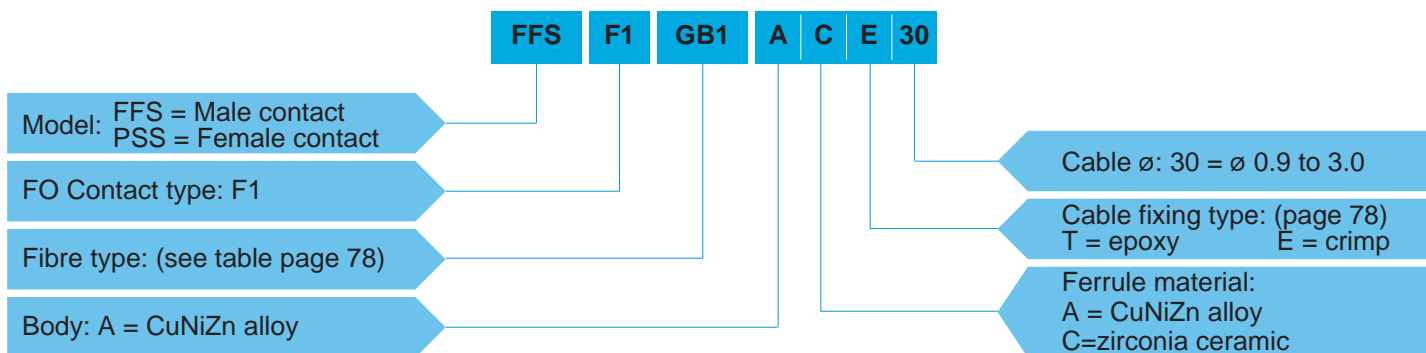 FFS F1 GB1 A C E 30
Model: FFS = Male contact
PSS = Female contact
FO Contact type: F1
Fibre type: (see table page 78)
Body: A = CuNiZn alloy
Cable ø: 30 = ø 0.9 to 3.0
Cable fixing type: (page 78)
T = epoxy E = crimp
Ferrule material:
A = CuNiZn alloy
C=zirconia ceramic